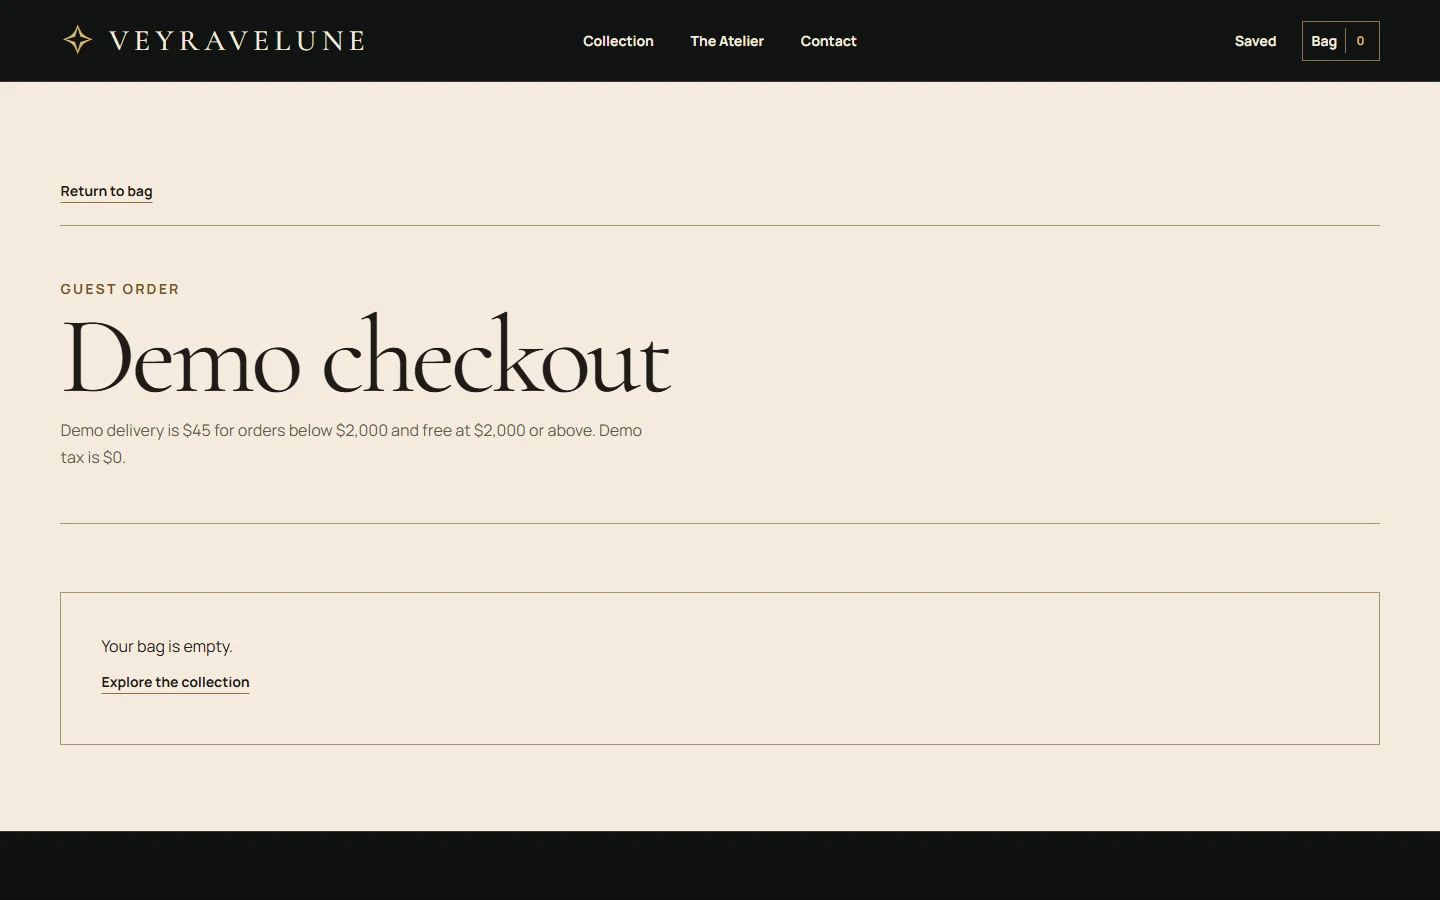 VEYRAVELUNE
Collection
The Atelier
Contact
Saved
Bag
0
Return to bag
GUEST ORDER
Demo checkout
Demo delivery is $45 for orders below $2,000 and free at $2,000 or above. Demo
tax is $0.
Your bag is empty.
Explore the collection